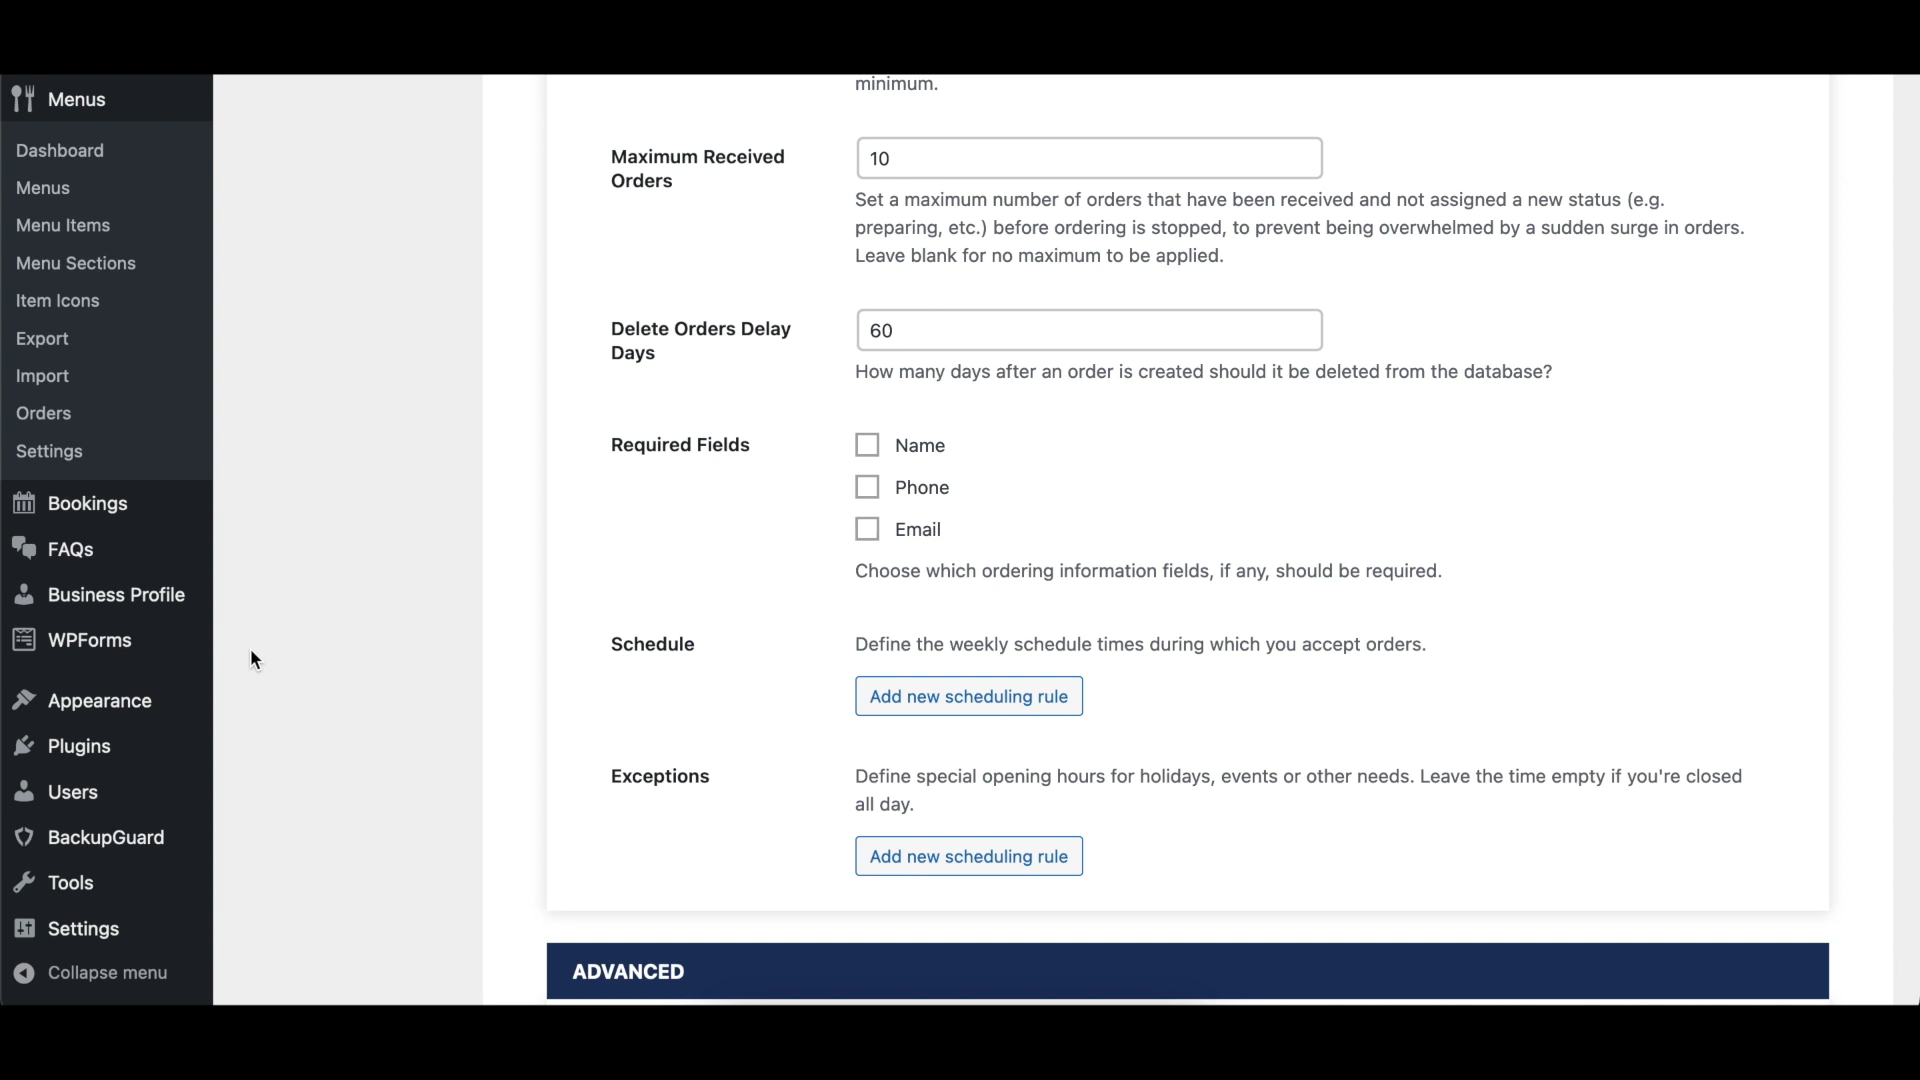 Menus
Dashboard
Menus
Menu Items
Menu Sections
Item Icons
Export
Import
Orders
Settings
Bookings
FAQs
Business Profile
WPForms
Appearance
Plugins
Users
BackupGuard
Tools
Settings
Collapse menu
minimum.
Maximum Received
Orders
10
Set a maximum number of orders that have been received and not assigned a new status (e.g.
preparing, etc.) before ordering is stopped, to prevent being overwhelmed by a sudden surge in orders.
Leave blank for no maximum to be applied.
Delete Orders Delay
Days
60
How many days after an order is created should it be deleted from the database?
Required Fields
Name
Phone
Email
Choose which ordering information fields, if any, should be required.
Schedule
Define the weekly schedule times during which you accept orders.
Add new scheduling rule
Exceptions
Define special opening hours for holidays, events or other needs. Leave the time empty if you're closed
all day.
Add new scheduling rule
ADVANCED